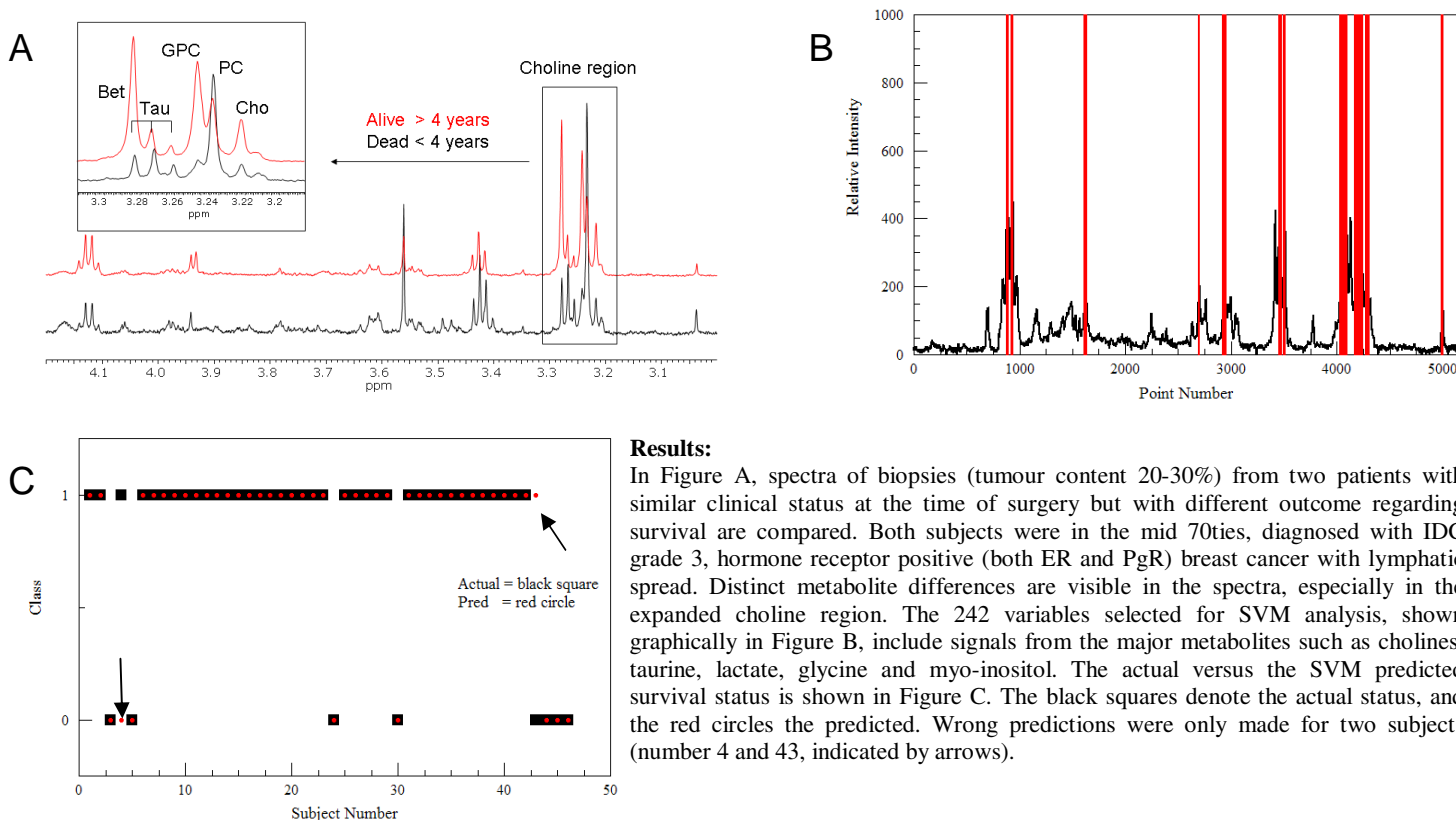 A
GPC
PC
Bet
Tau
Cho
3.3 3.28 3.26 3.24 3.22 3.2
ppm
Alive > 4 years
Dead < 4 years
Choline region
4.1 4.0 3.9 3.8 3.7 3.6 3.5 3.4 3.3 3.2 3.1
ppm
B
1000
800
600
400
200
0
Relative Intensity
0 1000 2000 3000 4000 5000
Point Number
C
1
0
Class
Actual = black square
Pred = red circle
0 10 20 30 40 50
Subject Number
Results:
In Figure A, spectra of biopsies (tumour content 20-30%) from two patients with
similar clinical status at the time of surgery but with different outcome regarding
survival are compared. Both subjects were in the mid 70ties, diagnosed with IDC
grade 3, hormone receptor positive (both ER and PgR) breast cancer with lymphatic
spread. Distinct metabolite differences are visible in the spectra, especially in the
expanded choline region. The 242 variables selected for SVM analysis, shown
graphically in Figure B, include signals from the major metabolites such as cholines
taurine, lactate, glycine and myo-inositol. The actual versus the SVM predicted
survival status is shown in Figure C. The black squares denote the actual status, and
the red circles the predicted. Wrong predictions were only made for two subject
(number 4 and 43, indicated by arrows).